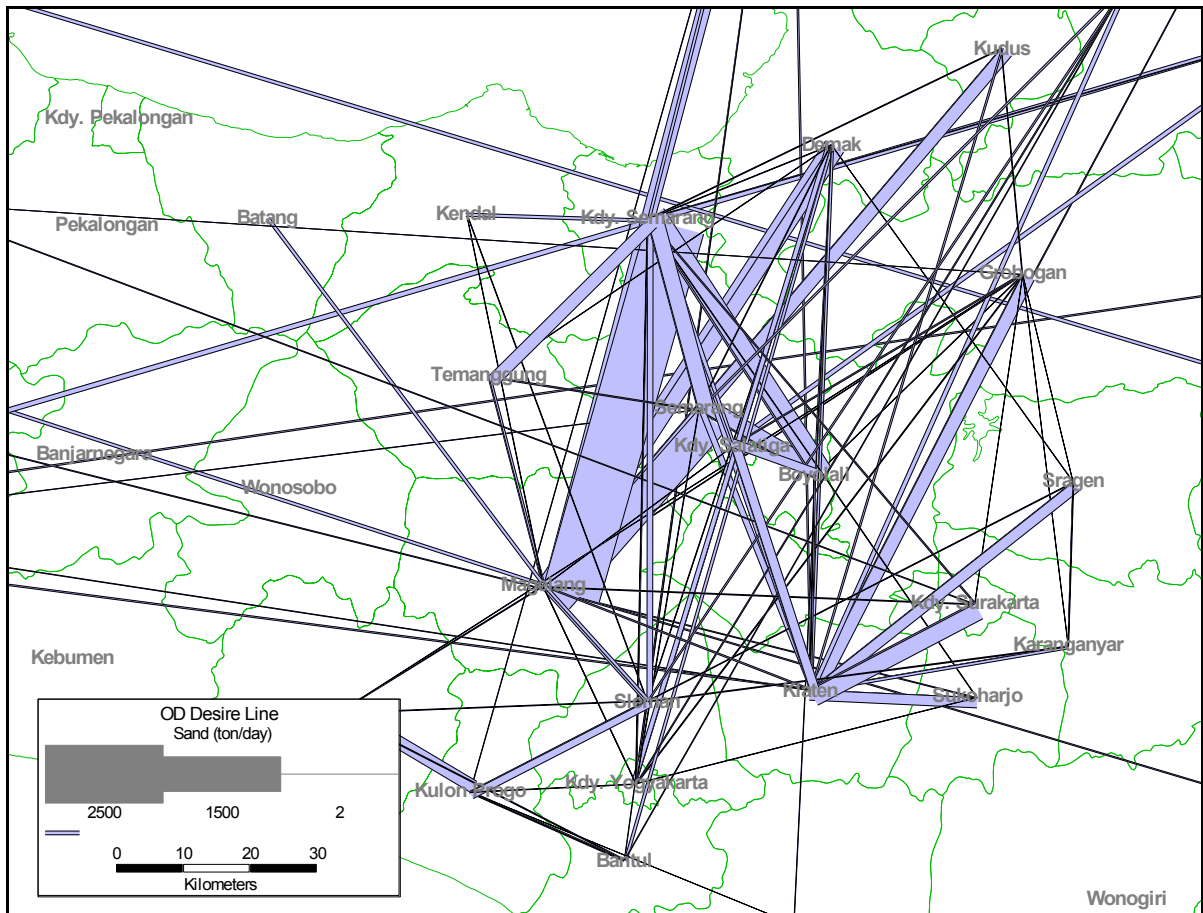 Kudus
Kdy. Pekalongan
Demak
Batang
Kendal
Kdy. Semarang
Pekalongan
Grobogan
Temanggung
Semarang
Kdy. Salatiga
Banjarnegara
Boyolali
Wonosobo
Sragen
Magelang
Kdy. Surakarta
Karanganyar
Kebumen
Klaten
Sukoharjo
Sleman
OD Desire Line
Sand (ton/day)
Kdy. Yogyakarta
Kulon Progo
2500 1500 2
0 10 20 30
Kilometers
Bantul
Wonogiri